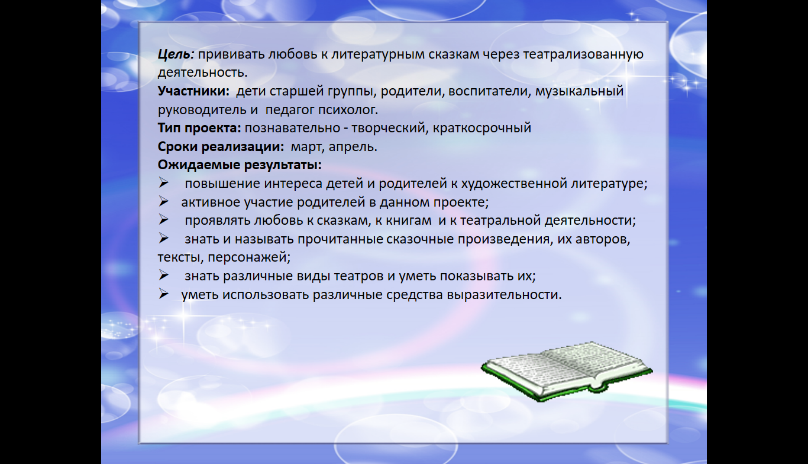 Цель: прививать любовь к литературным сказкам через театрализованную
деятельность.
Участники:  дети старшей группы, родители, воспитатели, музыкальный
руководитель и  педагог психолог.
Тип проекта: познавательно - творческий, краткосрочный
Сроки реализации:  март, апрель.
Ожидаемые результаты:
➢ повышение интереса детей и родителей к художественной литературе;
➢ активное участие родителей в данном проекте;
➢ проявлять любовь к сказкам, к книгам  и к театральной деятельности;
➢ знать и называть прочитанные сказочные произведения, их авторов,
тексты, персонажей;
➢ знать различные виды театров и уметь показывать их;
➢ уметь использовать различные средства выразительности.